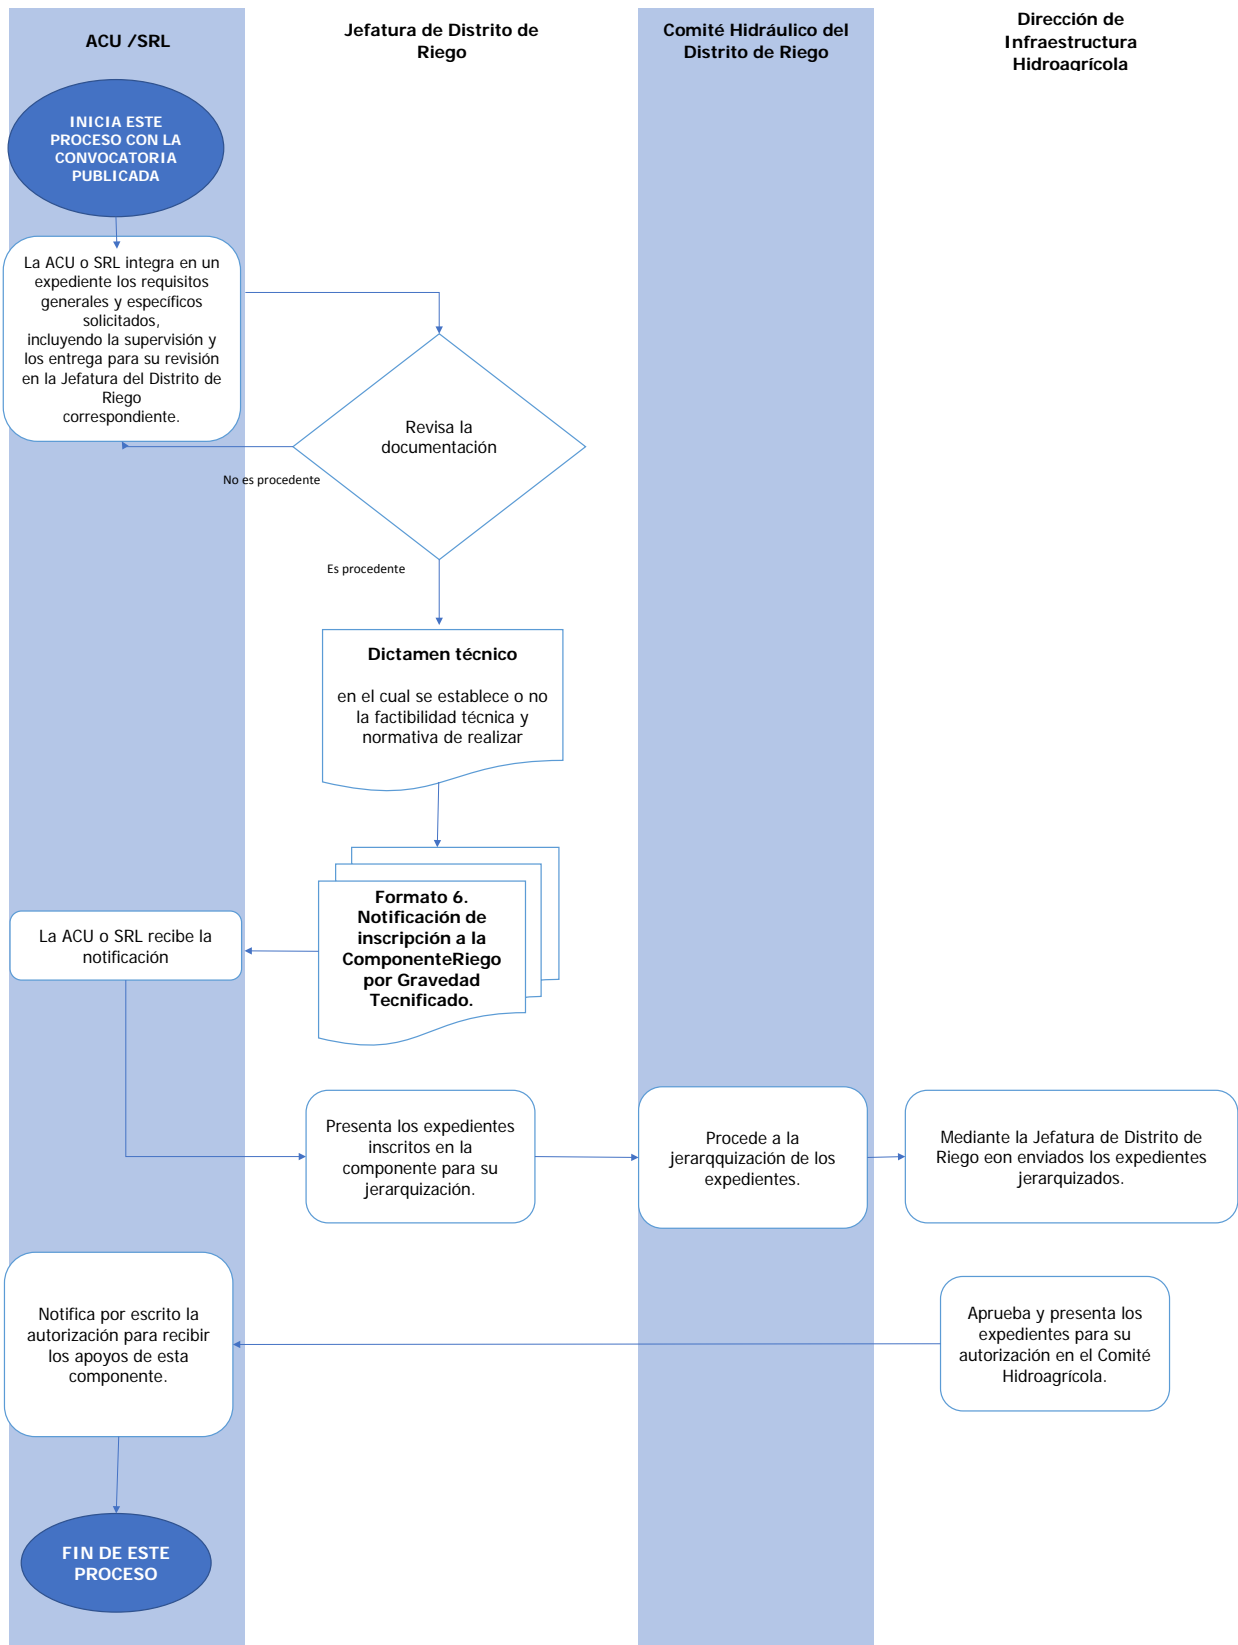 ACU /SRL
Jefatura de Distrito de
Riego
Comité Hidráulico del
Distrito de Riego
Dirección de
Infraestructura
Hidroagrícola
INICIA ESTE
PROCESO CON LA
CONVOCATORIA
PUBLICADA
La ACU o SRL integra en un
expediente los requisitos
generales y específicos
solicitados,
incluyendo la supervisión y
los entrega para su revisión
en la Jefatura del Distrito de
Riego
correspondiente.
Revisa la
documentación
No es procedente
Es procedente
Dictamen técnico
en el cual se establece o no
la factibilidad técnica y
normativa de realizar
Formato 6.
Notificación de
inscripción a la
ComponenteRiego
por Gravedad
Tecnificado.
La ACU o SRL recibe la
notificación
Presenta los expedientes
inscritos en la
componente para su
jerarquización.
Procede a la
jerarqquización de los
expedientes.
Mediante la Jefatura de Distrito de
Riego eon enviados los expedientes
jerarquizados.
Notifica por escrito la
autorización para recibir
los apoyos de esta
componente.
Aprueba y presenta los
expedientes para su
autorización en el Comité
Hidroagrícola.
FIN DE ESTE
PROCESO